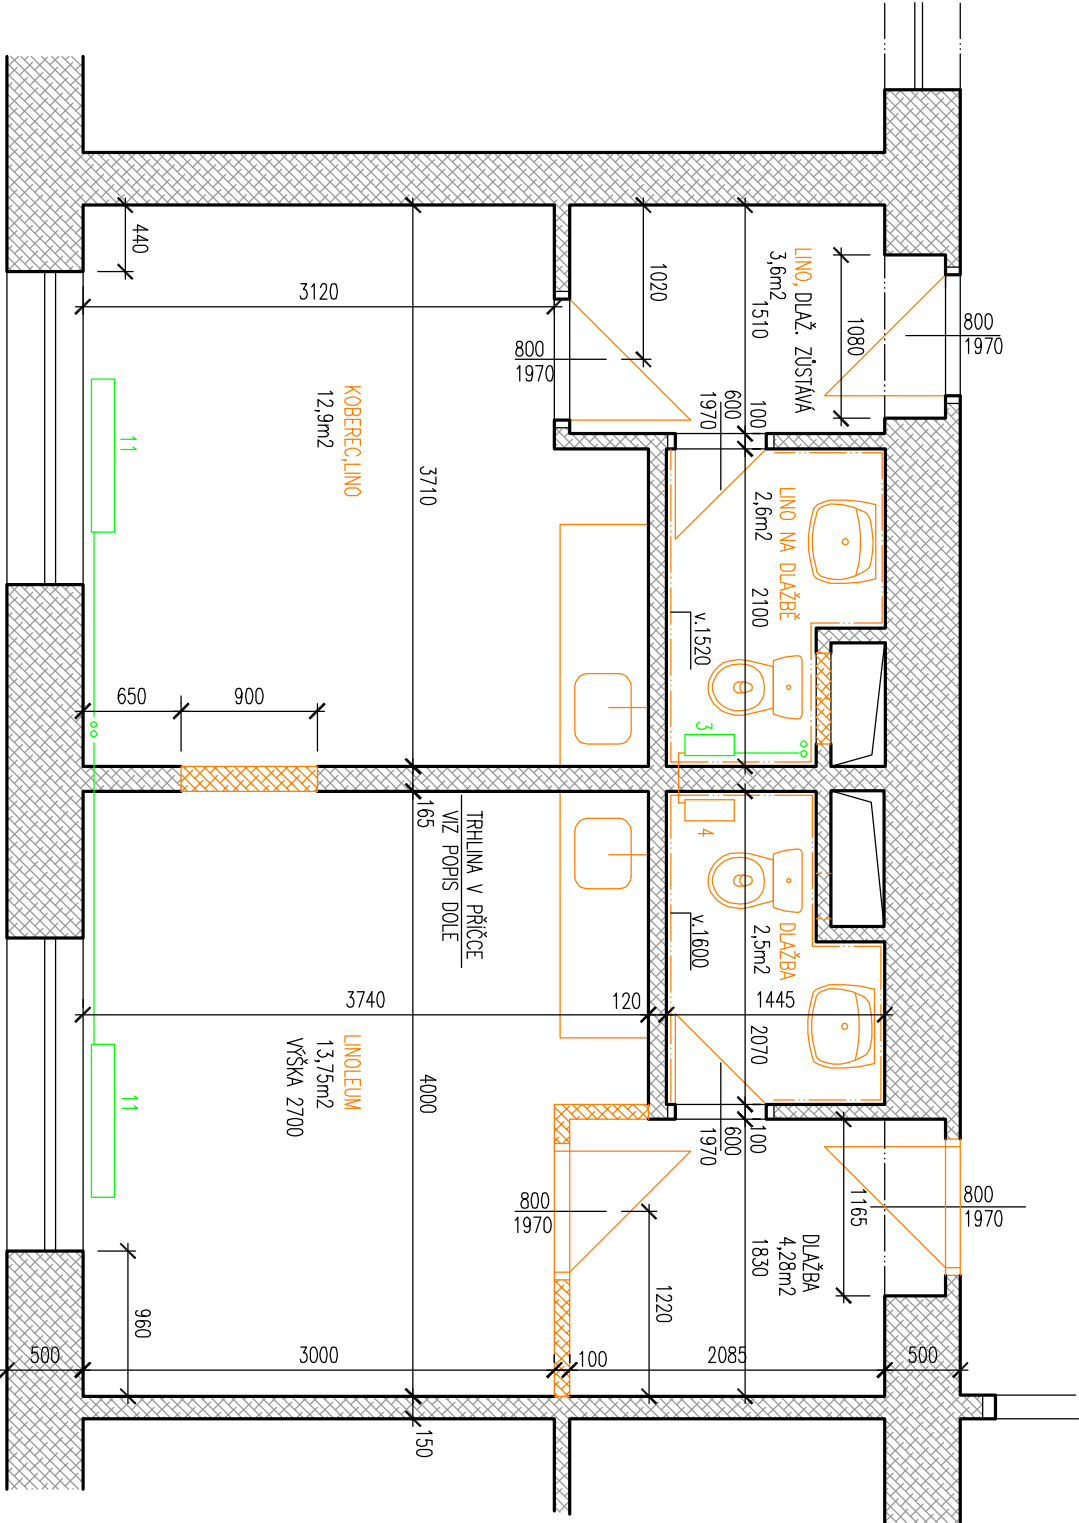 800
1970
1080
LINO, DLAŽ. ZŮSTÁVÁ
3,6m2
1510
1020
440
3120
800
1970
100
600
1970
KOBEREC,LINO
12,9m2
11
3710
LINO NA DLAŽBĚ
2,6m2
2100
v.1520
650
900
3
165
TRHLINA V PŘÍČCE
VIZ POPIS DOLE
4
DLAŽBA
2,5m2
v.1600
3740
120
1445
2070
LINOLEUM
13,75m2
VÝŠKA 2700
4000
11
100
600
1970
800
1970
1165
800
1970
DLAŽBA
4,28m2
1830
1220
960
500
3000
100
2085
500
150